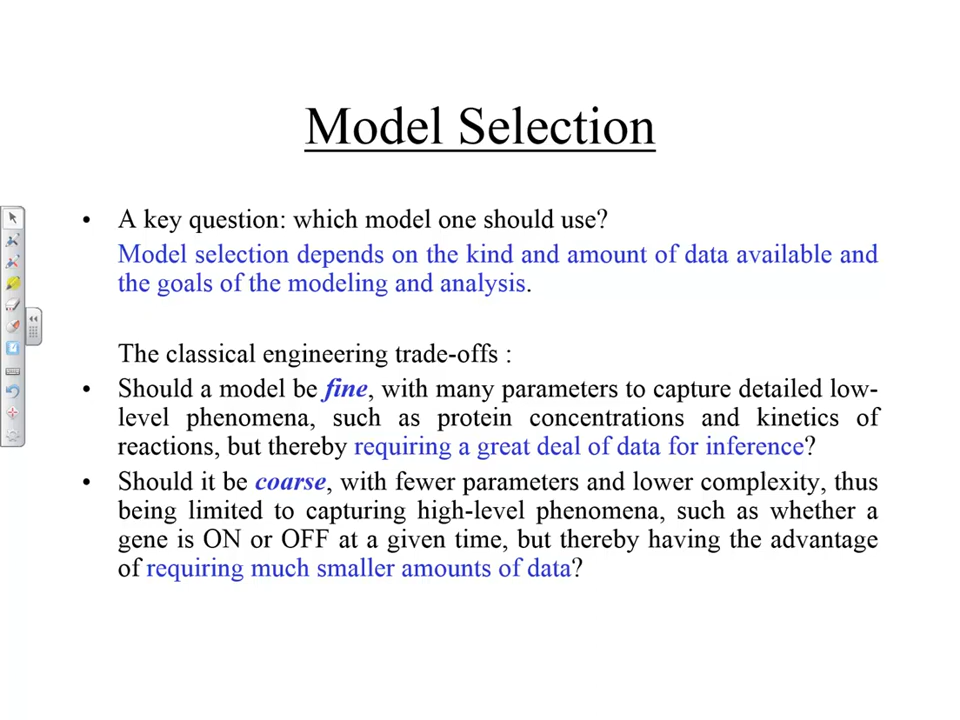 Model Selection
• A key question: which model one should use?
Model selection depends on the kind and amount of data available and
the goals of the modeling and analysis.
The classical engineering trade-offs :
• Should a model be fine, with many parameters to capture detailed low-
level phenomena, such as protein concentrations and kinetics of
reactions, but thereby requiring a great deal of data for inference?
• Should it be coarse, with fewer parameters and lower complexity, thus
being limited to capturing high-level phenomena, such as whether a
gene is ON or OFF at a given time, but thereby having the advantage
of requiring much smaller amounts of data?